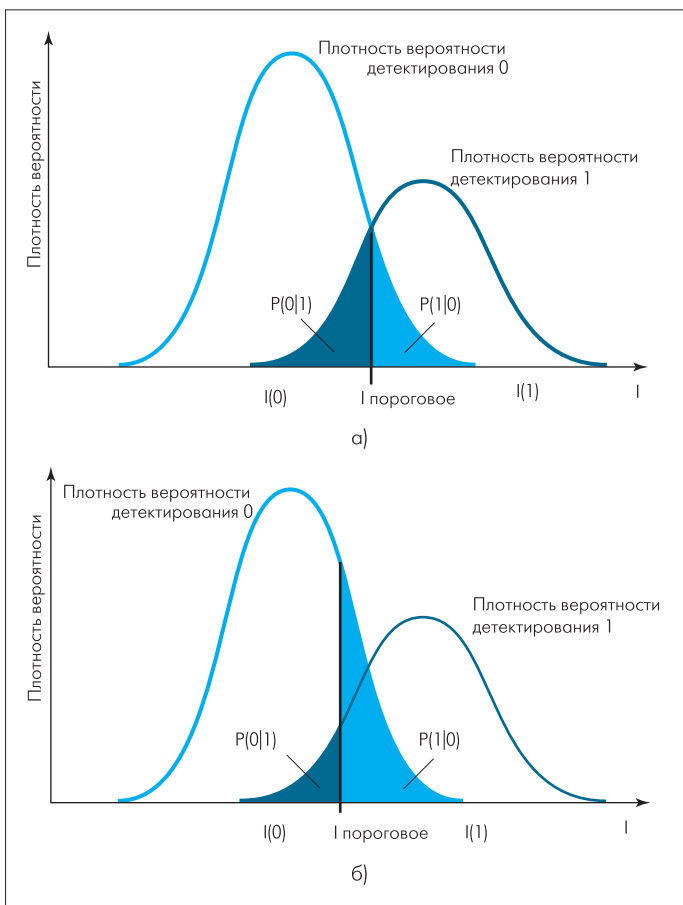 Плотность вероятности
детектирования 0
Плотность вероятности
Плотность вероятности
детектирования 1
P(0|1)
P(1|0)
I(0)
I пороговое
I(1)
I
а)
Плотность вероятности
детектирования 0
Плотность вероятности
Плотность вероятности
детектирования 1
P(0|1)
P(1|0)
I(0)
I пороговое
I(1)
I
б)